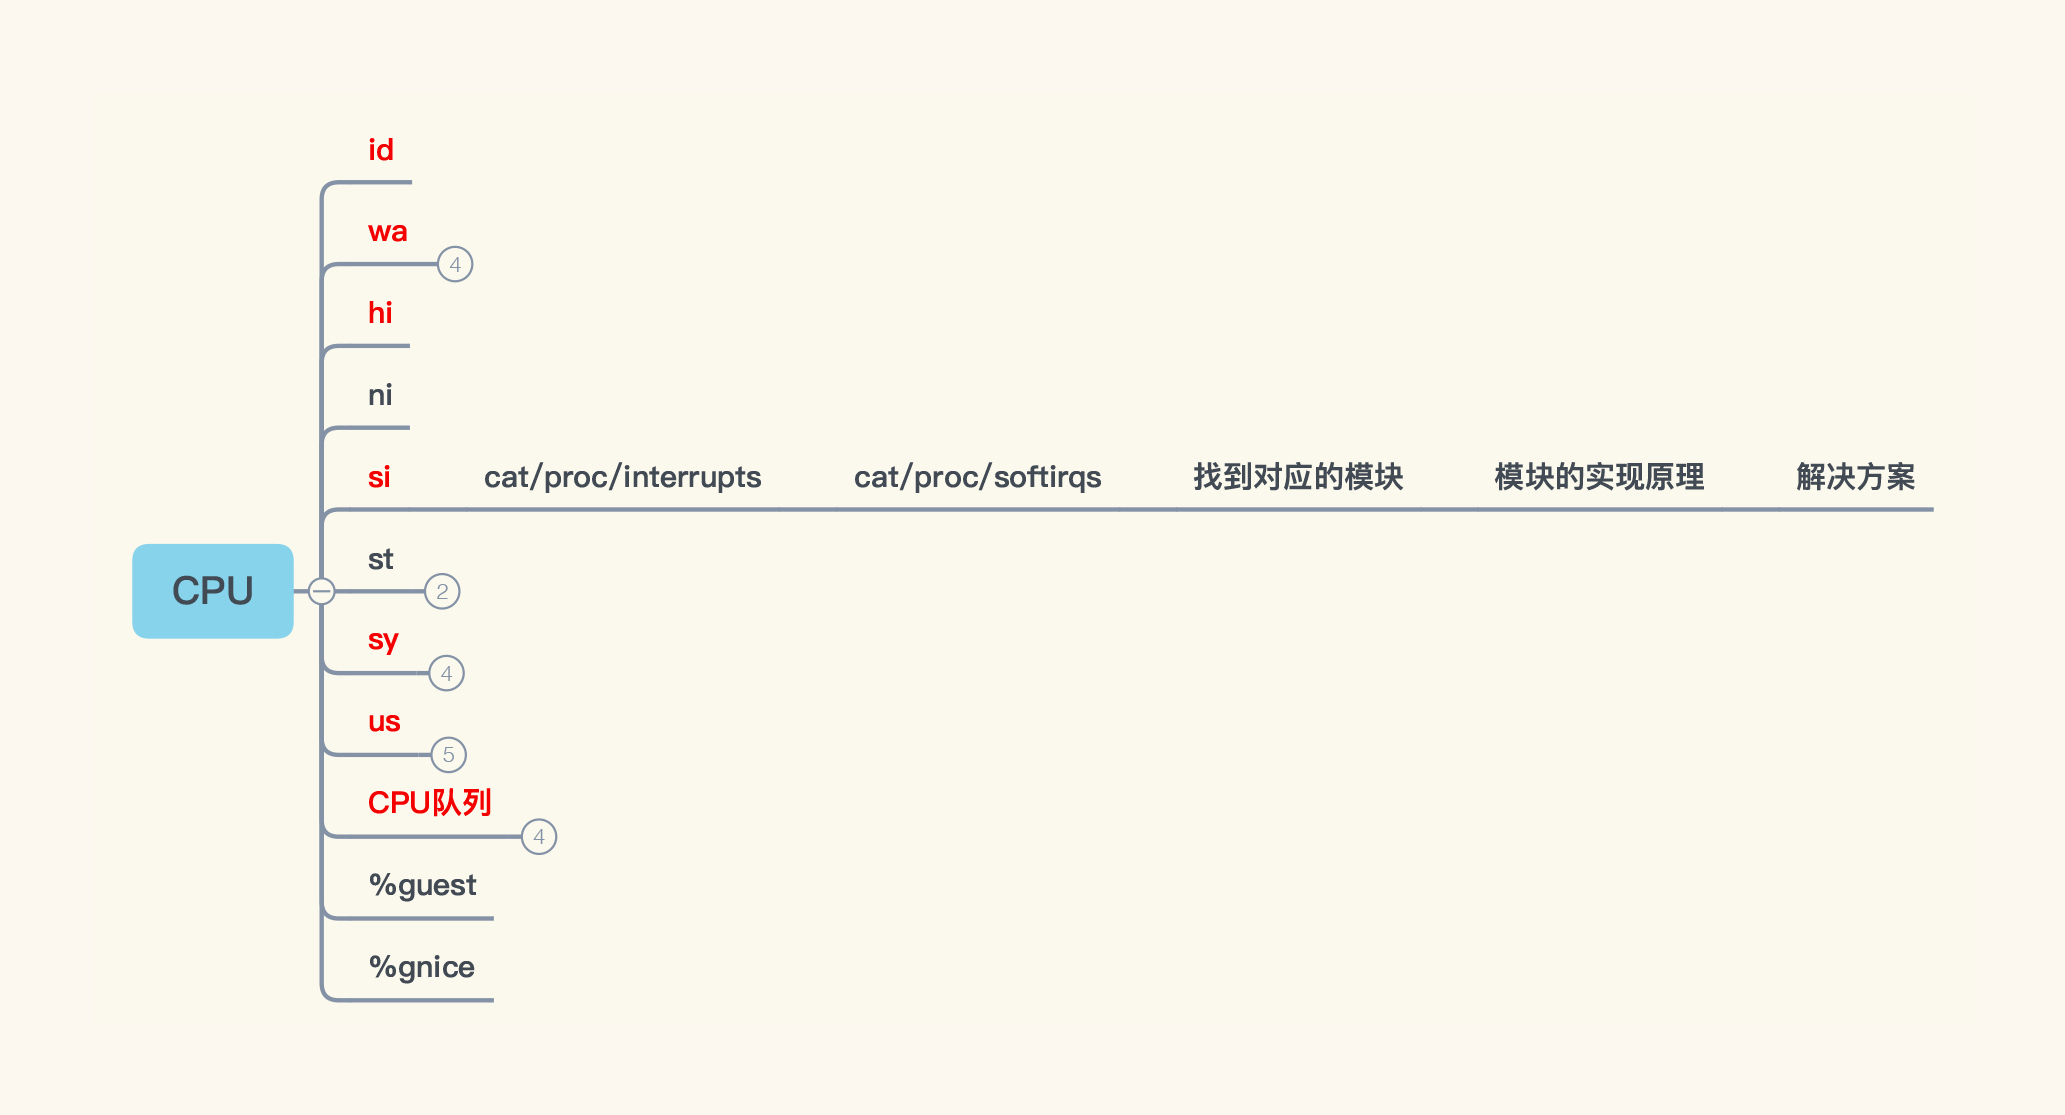 id
wa
4
hi
ni
si cat/proc/interrupts cat/proc/softirqs 找到对应的模块 模块的实现原理 解决方案
st
CPU
2
sy
4
us
5
CPU队列
4
%guest
%gnice